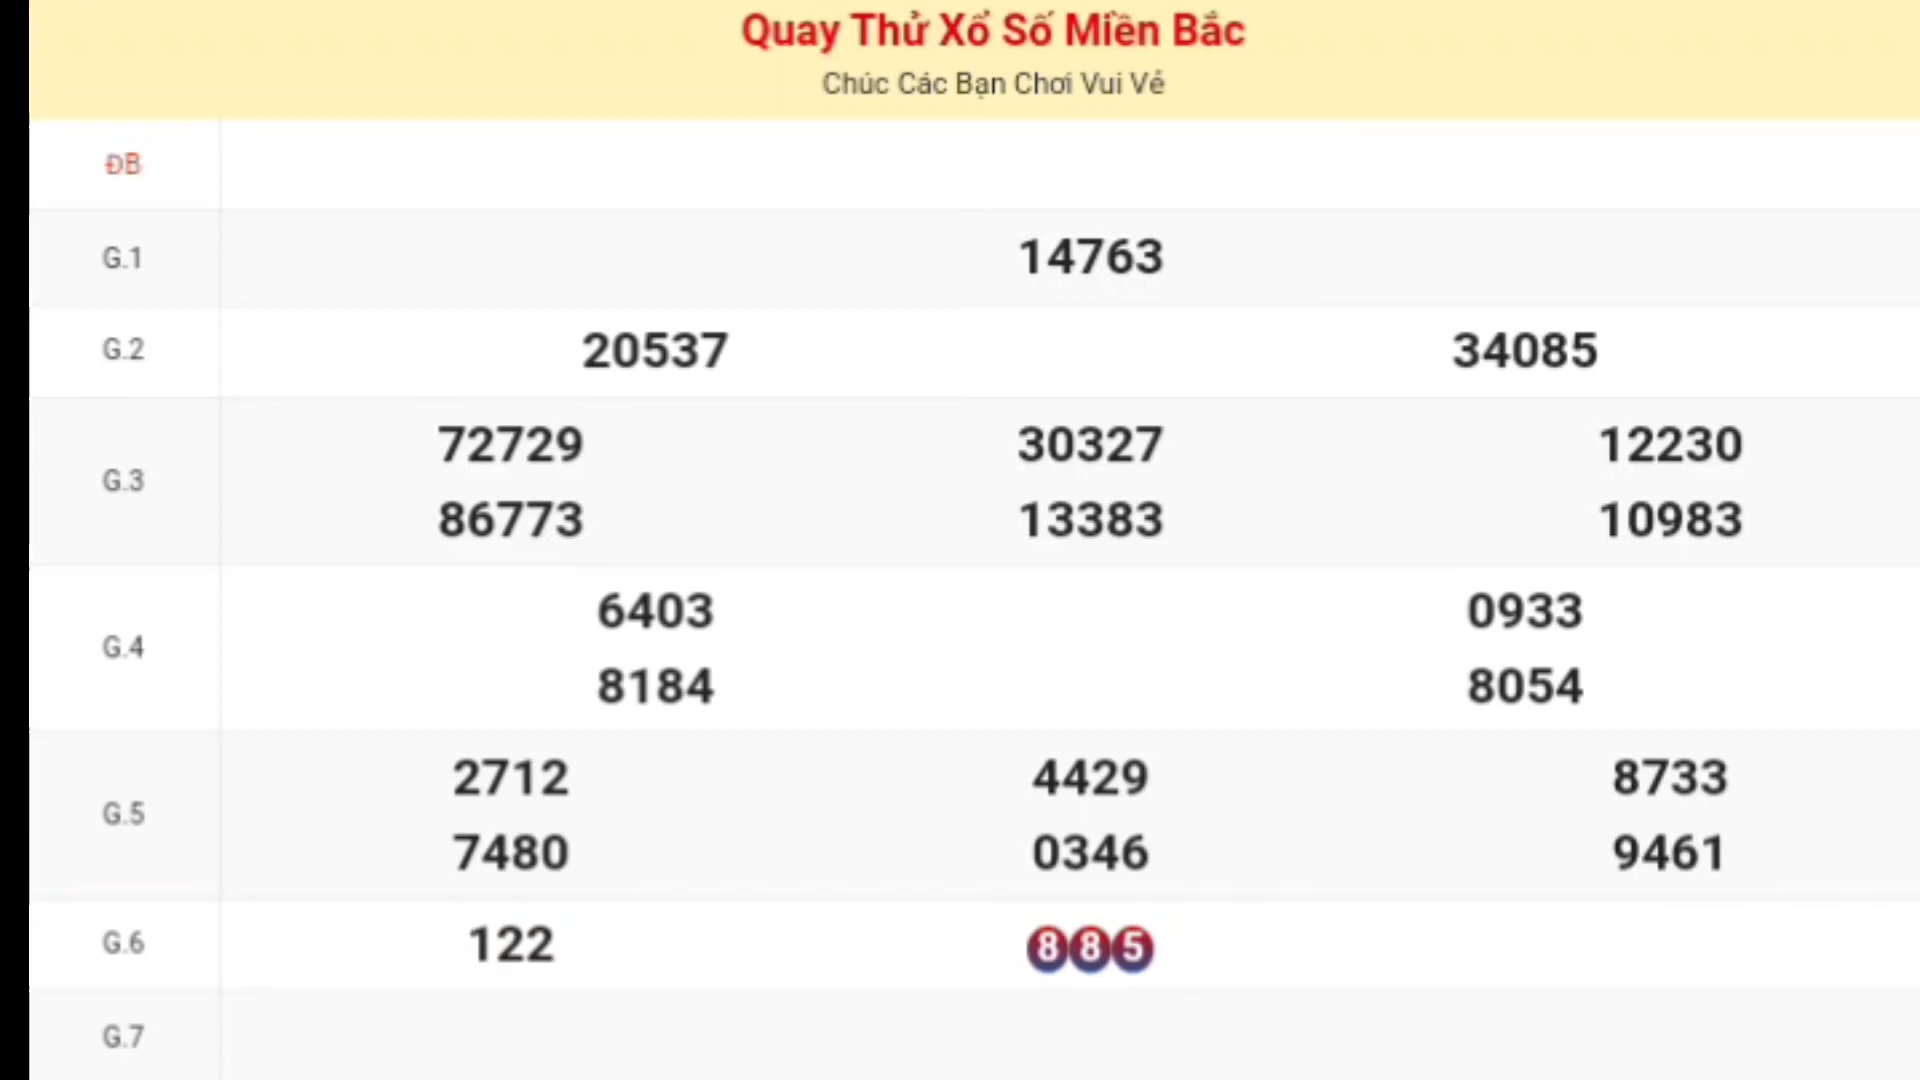 Quay Thử Xổ Số Miền Bắc
Chúc Các Bạn Chơi Vui Vẻ
ĐB
G.1 14763
G.2 20537 34085
G.3 72729 30327 12230
86773 13383 10983
G.4 6403 0933
8184 8054
G.5 2712 4429 8733
7480 0346 9461
G.6 122 885
G.7